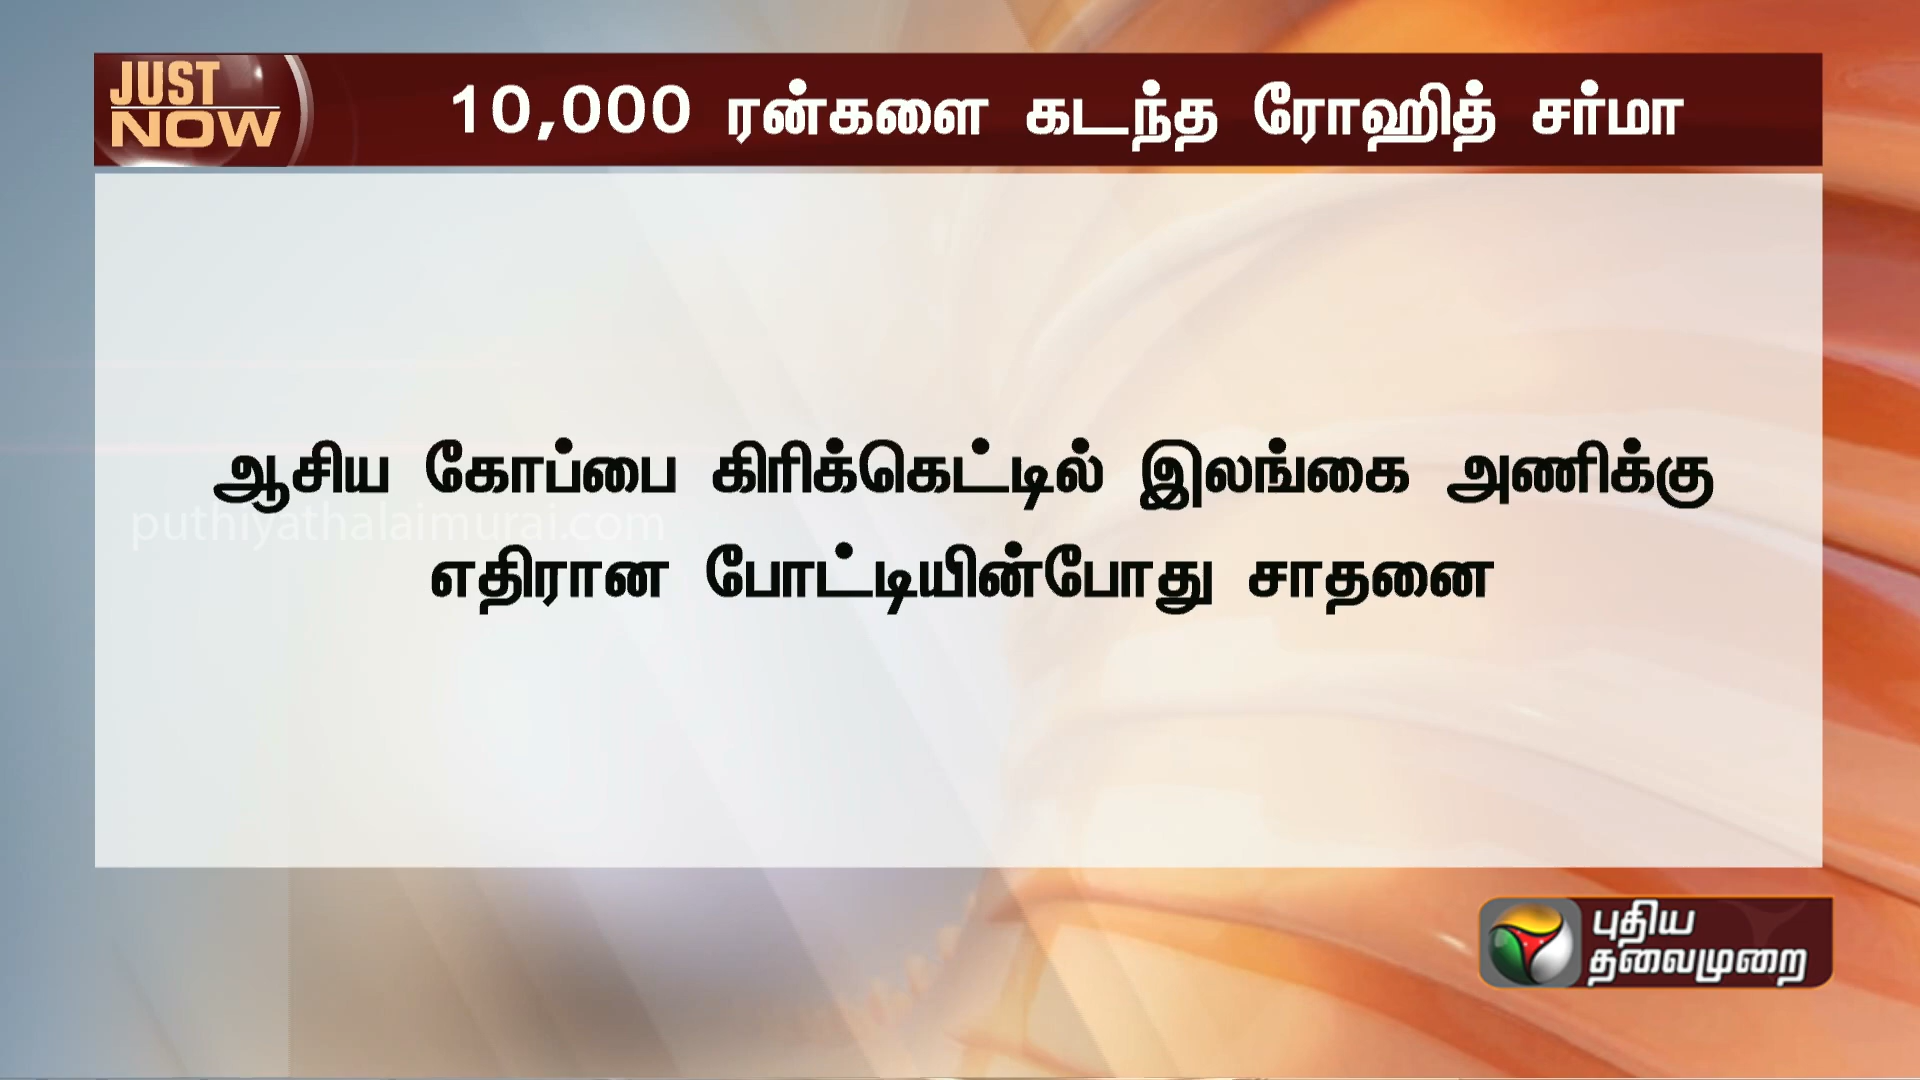 JUST
NOW
10,000 ரன்களை கடந்த ரோஹித் சர்மா
ஆசிய கோப்பை கிரிக்கெட்டில் இலங்கை அணிக்கு
puthiyathalaimurai.com
எதிரான போட்டியின்போது சாதனை
புதிய
தலைமுறை